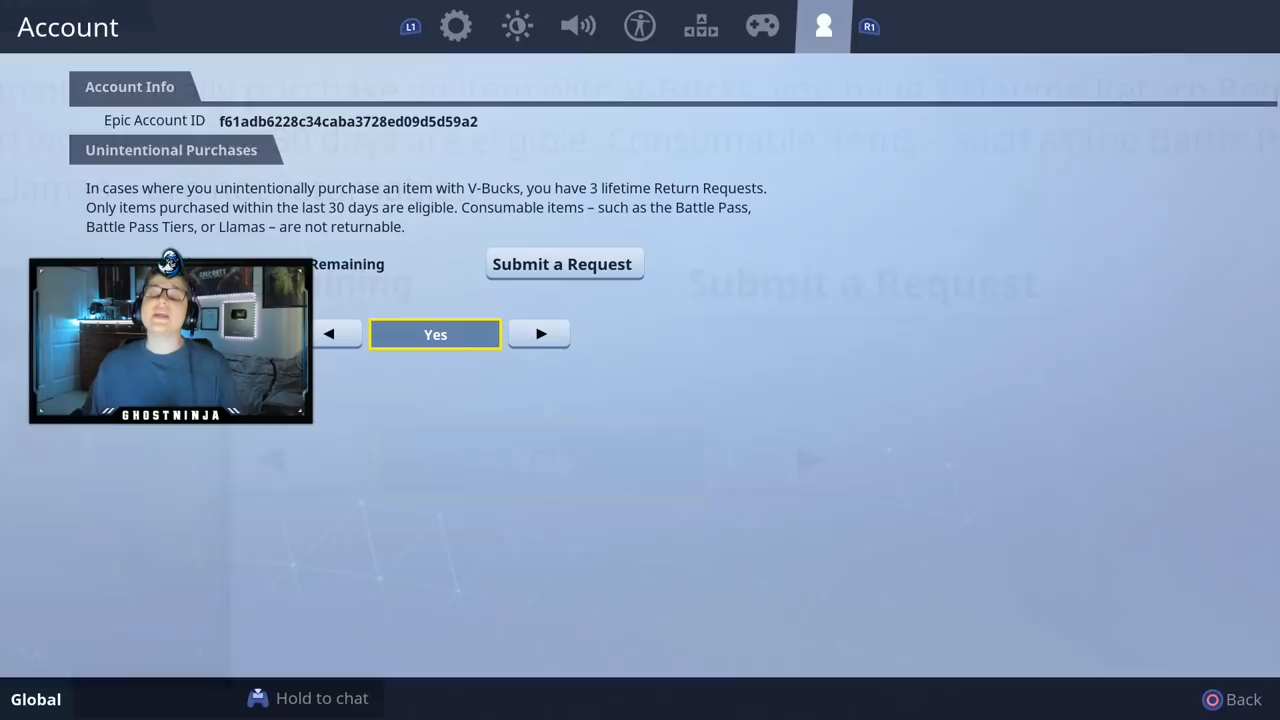 Account
L1
R1
Account Info
Epic Account ID f61adb6228c34caba3728ed09d5d59a2
Unintentional Purchases
In cases where you unintentionally purchase an item with V-Bucks, you have 3 lifetime Return Requests.
Only items purchased within the last 30 days are eligible. Consumable items – such as the Battle Pass,
Battle Pass Tiers, or Llamas – are not returnable.
Remaining
Submit a Request
Yes
GHOSTNINJA
Global
Hold to chat
Back